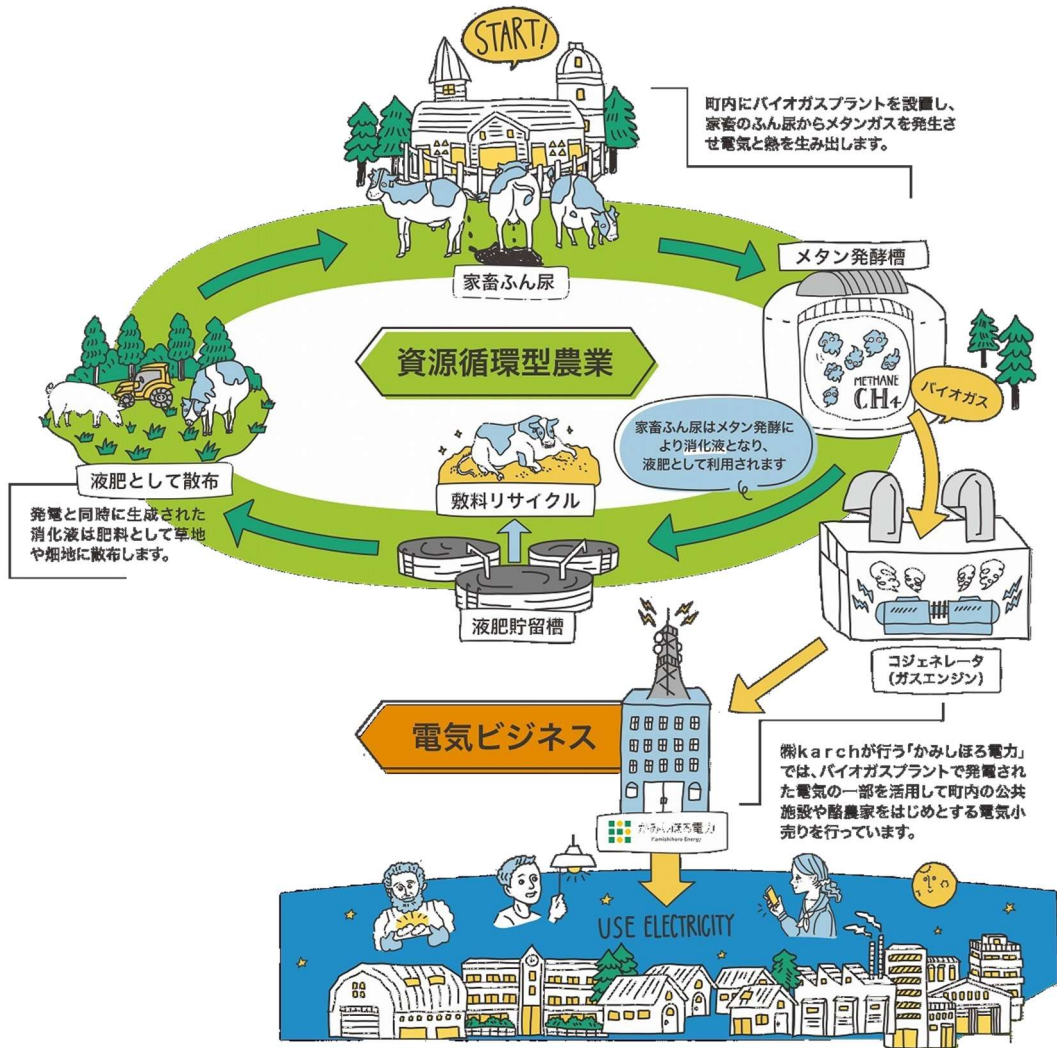 START!
町内にバイオガスプラントを設置し、
家畜のふん尿からメタンガスを発生さ
せ電気と熱を生み出します。
家畜ふん尿
メタン発酵槽
資源循環型農業
METHANE
CH4
バイオガス
家畜ふん尿はメタン発酵に
より消化液となり、
液肥として利用されます
液肥として散布
敷料リサイクル
発電と同時に生成された
消化液は肥料として草地
や畑地に散布します。
液肥貯留槽
コジェネレータ
(ガスエンジン)
電気ビジネス
㈱karchが行う「かみしほろ電力」
では、バイオガスプラントで発電され
た電気の一部を活用して町内の公共
施設や酪農家をはじめとする電気小
売りを行っています。
かみしほろ電力
Kamishihoro Energy
USE ELECTRICITY